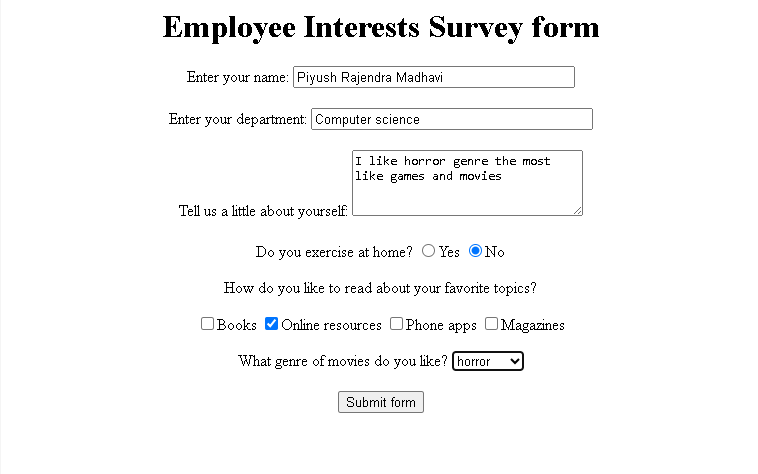 Employee Interests Survey form
Enter your name: Piyush Rajendra Madhavi
Enter your department: Computer science
I like horror genre the most
like games and movies
Tell us a little about yourself:
Do you exercise at home? Yes No
How do you like to read about your favorite topics?
Books Online resources Phone apps Magazines
What genre of movies do you like? horror
Submit form